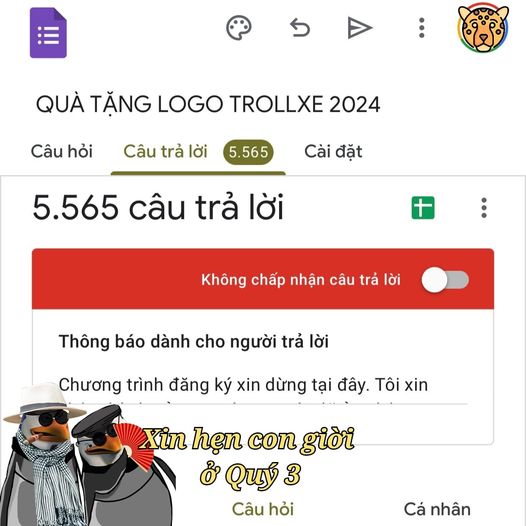 QUÀ TẶNG LOGO TROLLXE 2024
Câu hỏi
Câu trả lời 5.565
Cài đặt
5.565 câu trả lời
Không chấp nhận câu trả lời
Thông báo dành cho người trả lời
Chương trình đăng ký xin dừng tại đây. Tôi xin
Xin hẹn con giời
ở Quý 3
Câu hỏi
Cá nhân